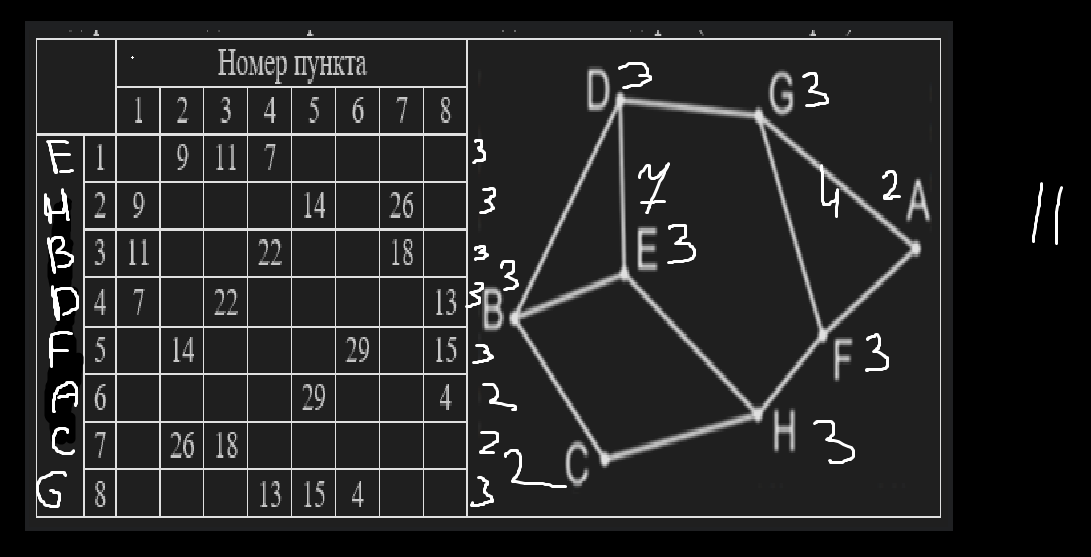 Номер пункта
1 2 3 4 5 6 7 8
E 1 9 11 7 3
H 2 9 14 26 3
B 3 11 22 18 3
D 4 7 22 13 3
F 5 14 29 15 3
A 6 29 4 2
C 7 26 18 2
G 8 13 15 4 3
D 3
G 3
4
2 A
7
E 3
3
B
F 3
H 3
2 C
11